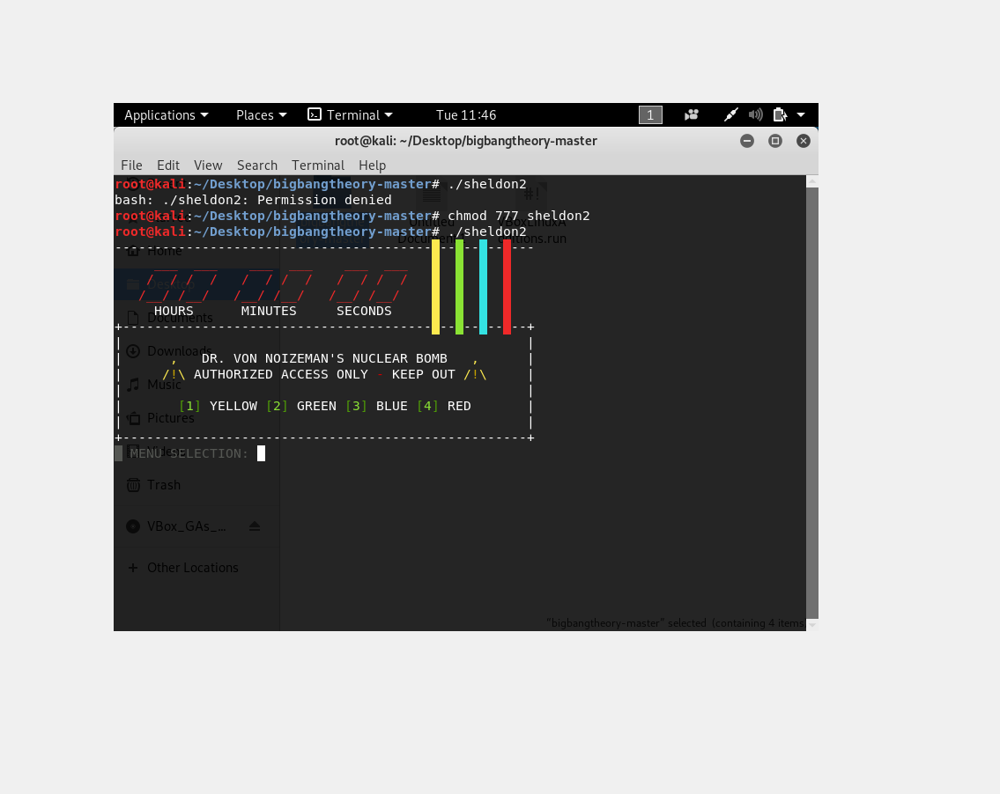 Applications Places Terminal Tue 11:46 1
root@kali: ~/Desktop/bigbangtheory-master
File Edit View Search Terminal Help
root@kali:~/Desktop/bigbangtheory-master# ./sheldon2
bash: ./sheldon2: Permission denied
root@kali:~/Desktop/bigbangtheory-master# chmod 777 sheldon2
root@kali:~/Desktop/bigbangtheory-master# ./sheldon2
HOURS MINUTES SECONDS
, DR. VON NOIZEMAN'S NUCLEAR BOMB ,
/!\ AUTHORIZED ACCESS ONLY - KEEP OUT /!\
[1] YELLOW [2] GREEN [3] BLUE [4] RED
MENU SELECTION:
Home
Desktop
Documents
Downloads
Music
Pictures
Trash
VBox_GAs_...
+ Other Locations
"bigbangtheory-master" selected (containing 4 items